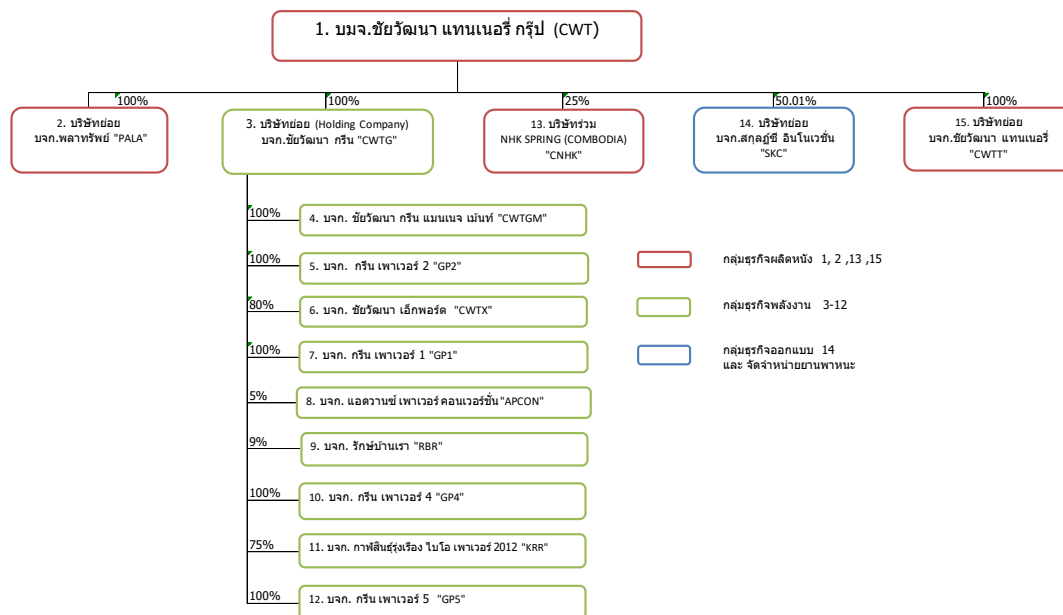 1. บมจ.ชัยวัฒนา แทนเนอรี่ กรุ๊ป (CWT)
100%
100%
25%
50.01%
100%
2. บริษัทย่อย
บจก.พลาทรัพย์ "PALA"
3. บริษัทย่อย (Holding Company)
บจก.ชัยวัฒนา กรีน "CWTG"
13. บริษัทร่วม
NHK SPRING (COMBODIA)
"CNHK"
14. บริษัทย่อย
บจก.สกุลฎ์ซี อินโนเวชั่น
"SKC"
15. บริษัทย่อย
บจก.ชัยวัฒนา แทนเนอรี่
"CWTT"
100%
4. บจก. ชัยวัฒนา กรีน แมนเนจ เม้นท์ "CWTGM"
100%
5. บจก. กรีน เพาเวอร์ 2 "GP2"
80%
6. บจก. ชัยวัฒนา เอ็กพอร์ต "CWTX"
100%
7. บจก. กรีน เพาเวอร์ 1 "GP1"
5%
8. บจก. แอดวานซ์ เพาเวอร์ คอนเวอร์ชั่น "APCON"
9%
9. บจก. รักษ์บ้านเรา "RBR"
100%
10. บจก. กรีน เพาเวอร์ 4 "GP4"
75%
11. บจก. กาฬสินธุ์รุ่งเรือง ไบโอ เพาเวอร์ 2012 "KRR"
100%
12. บจก. กรีน เพาเวอร์ 5 "GP5"
กลุ่มธุรกิจผลิตหนัง 1, 2 ,13 ,15
กลุ่มธุรกิจพลังงาน 3-12
กลุ่มธุรกิจออกแบบ 14
และ จัดจำหน่ายยานพาหนะ